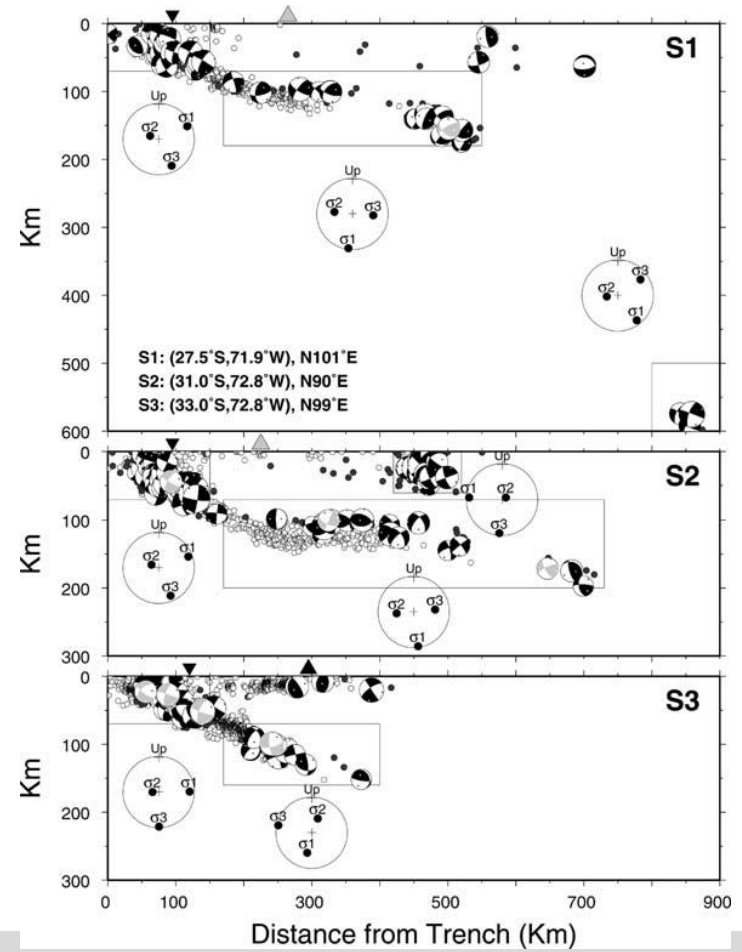 0
100
200
300
400
500
600
Km
S1
Up
σ2 σ1
σ3
Up
σ2 σ3
σ1
Up
σ3
σ2
σ1
S1: (27.5˚S,71.9˚W), N101˚E
S2: (31.0˚S,72.8˚W), N90˚E
S3: (33.0˚S,72.8˚W), N99˚E
0
100
200
300
Km
S2
Up
σ1 σ2
σ3
Up
σ2 σ1
σ3
Up
σ2 σ3
σ1
0
100
200
300
Km
S3
Up
σ2 σ1
σ3
Up
σ3 σ2
σ1
0 100 300 500 700 900
Distance from Trench (Km)